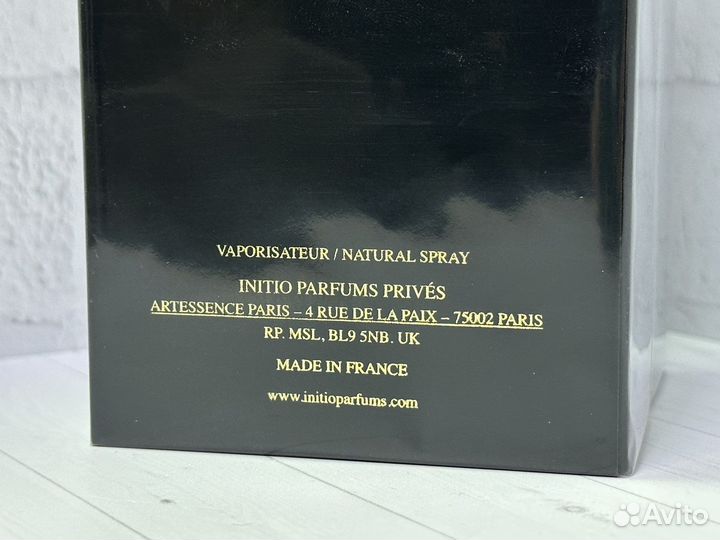 VAPORISATEUR / NATURAL SPRAY
INITIO PARFUMS PRIVÉS
ARTESSENCE PARIS – 4 RUE DE LA PAIX – 75002 PARIS
RP. MSL, BL9 5NB. UK
MADE IN FRANCE
www.initioparfums.com
Avito